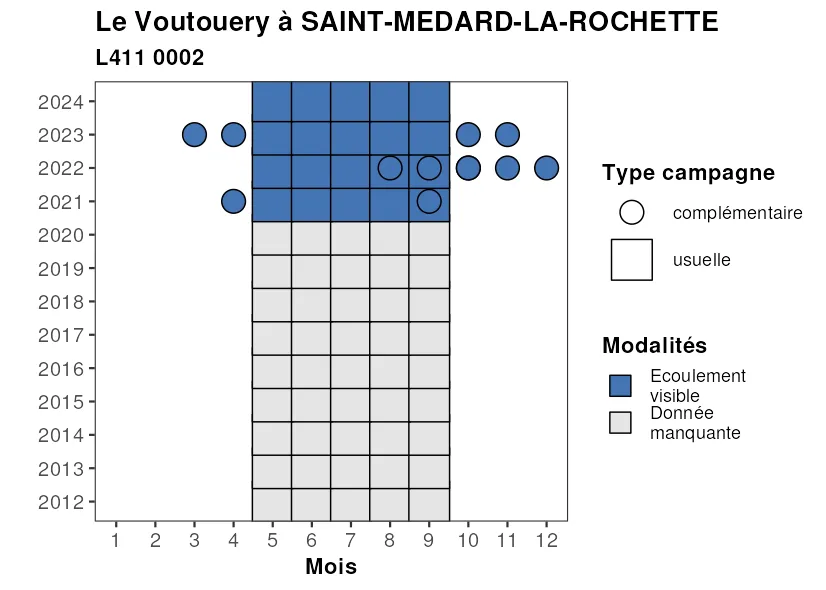 Le Voutouery à SAINT-MEDARD-LA-ROCHETTE
L411 0002
2024
2023
2022
2021
2020
2019
2018
2017
2016
2015
2014
2013
2012
1 2 3 4 5 6 7 8 9 10 11 12
Mois
Type campagne
complémentaire
usuelle
Modalités
Ecoulement
visible
Donnée
manquante